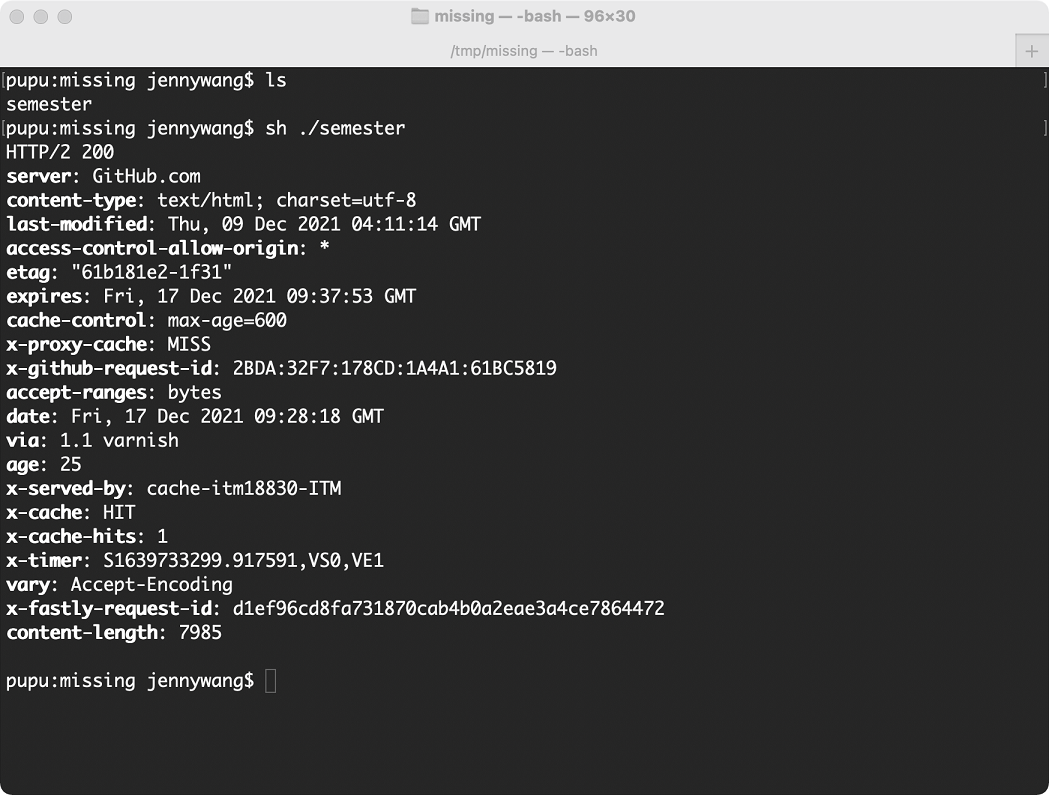 missing — -bash — 96×30
/tmp/missing — -bash
+
[pupu:missing jennywang$ ls ]
semester
[pupu:missing jennywang$ sh ./semester ]
HTTP/2 200
server: GitHub.com
content-type: text/html; charset=utf-8
last-modified: Thu, 09 Dec 2021 04:11:14 GMT
access-control-allow-origin: *
etag: "61b181e2-1f31"
expires: Fri, 17 Dec 2021 09:37:53 GMT
cache-control: max-age=600
x-proxy-cache: MISS
x-github-request-id: 2BDA:32F7:178CD:1A4A1:61BC5819
accept-ranges: bytes
date: Fri, 17 Dec 2021 09:28:18 GMT
via: 1.1 varnish
age: 25
x-served-by: cache-itm18830-ITM
x-cache: HIT
x-cache-hits: 1
x-timer: S1639733299.917591,VS0,VE1
vary: Accept-Encoding
x-fastly-request-id: d1ef96cd8fa731870cab4b0a2eae3a4ce7864472
content-length: 7985
pupu:missing jennywang$